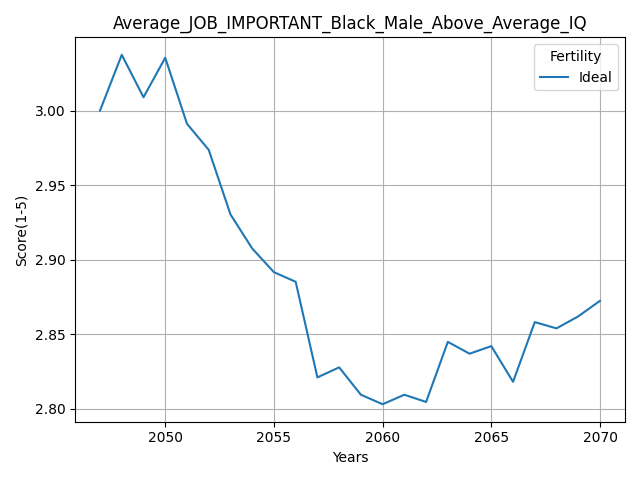 Average_JOB_IMPORTANT_Black_Male_Above_Average_IQ
Fertility
Ideal
Score(1-5)
3.00
2.95
2.90
2.85
2.80
2050 2055 2060 2065 2070
Years